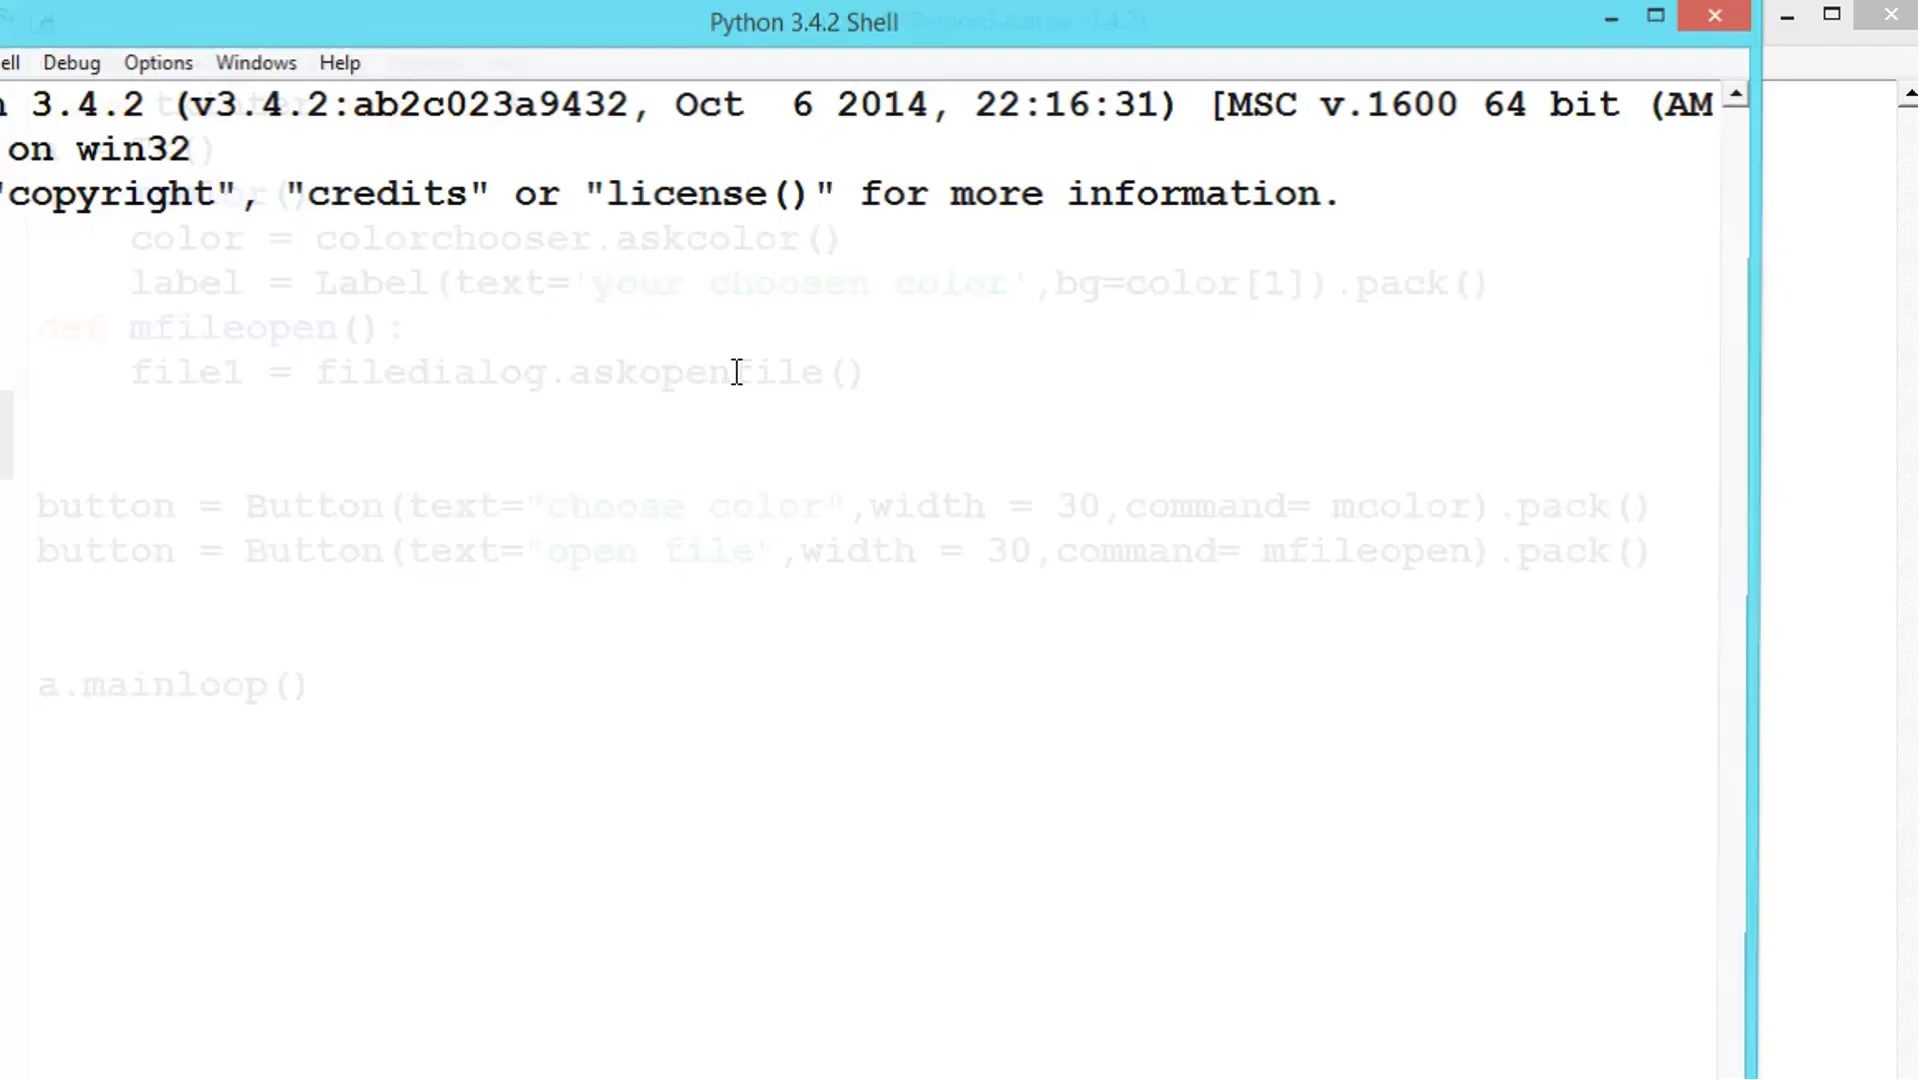 Python 3.4.2 Shell
ell Debug Options Windows Help
n 3.4.2 (v3.4.2:ab2c023a9432, Oct  6 2014, 22:16:31) [MSC v.1600 64 bit (AM
on win32
"copyright", "credits" or "license()" for more information.
color = colorchooser.askcolor()
label = Label(text='your choosen color',bg=color[1]).pack()
def mfileopen():
file1 = filedialog.askopenfile()
button = Button(text="choose color",width = 30,command= mcolor).pack()
button = Button(text="open file",width = 30,command= mfileopen).pack()
a.mainloop()